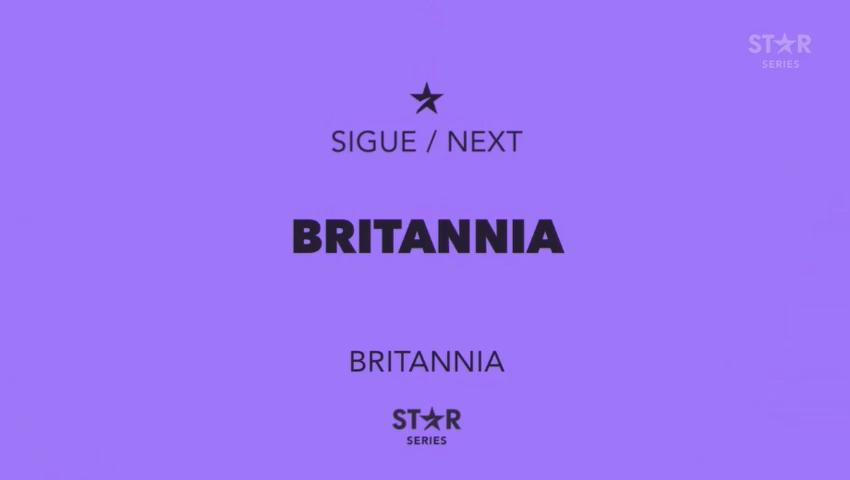 STAR
SERIES
SIGUE / NEXT
BRITANNIA
BRITANNIA
STAR
SERIES